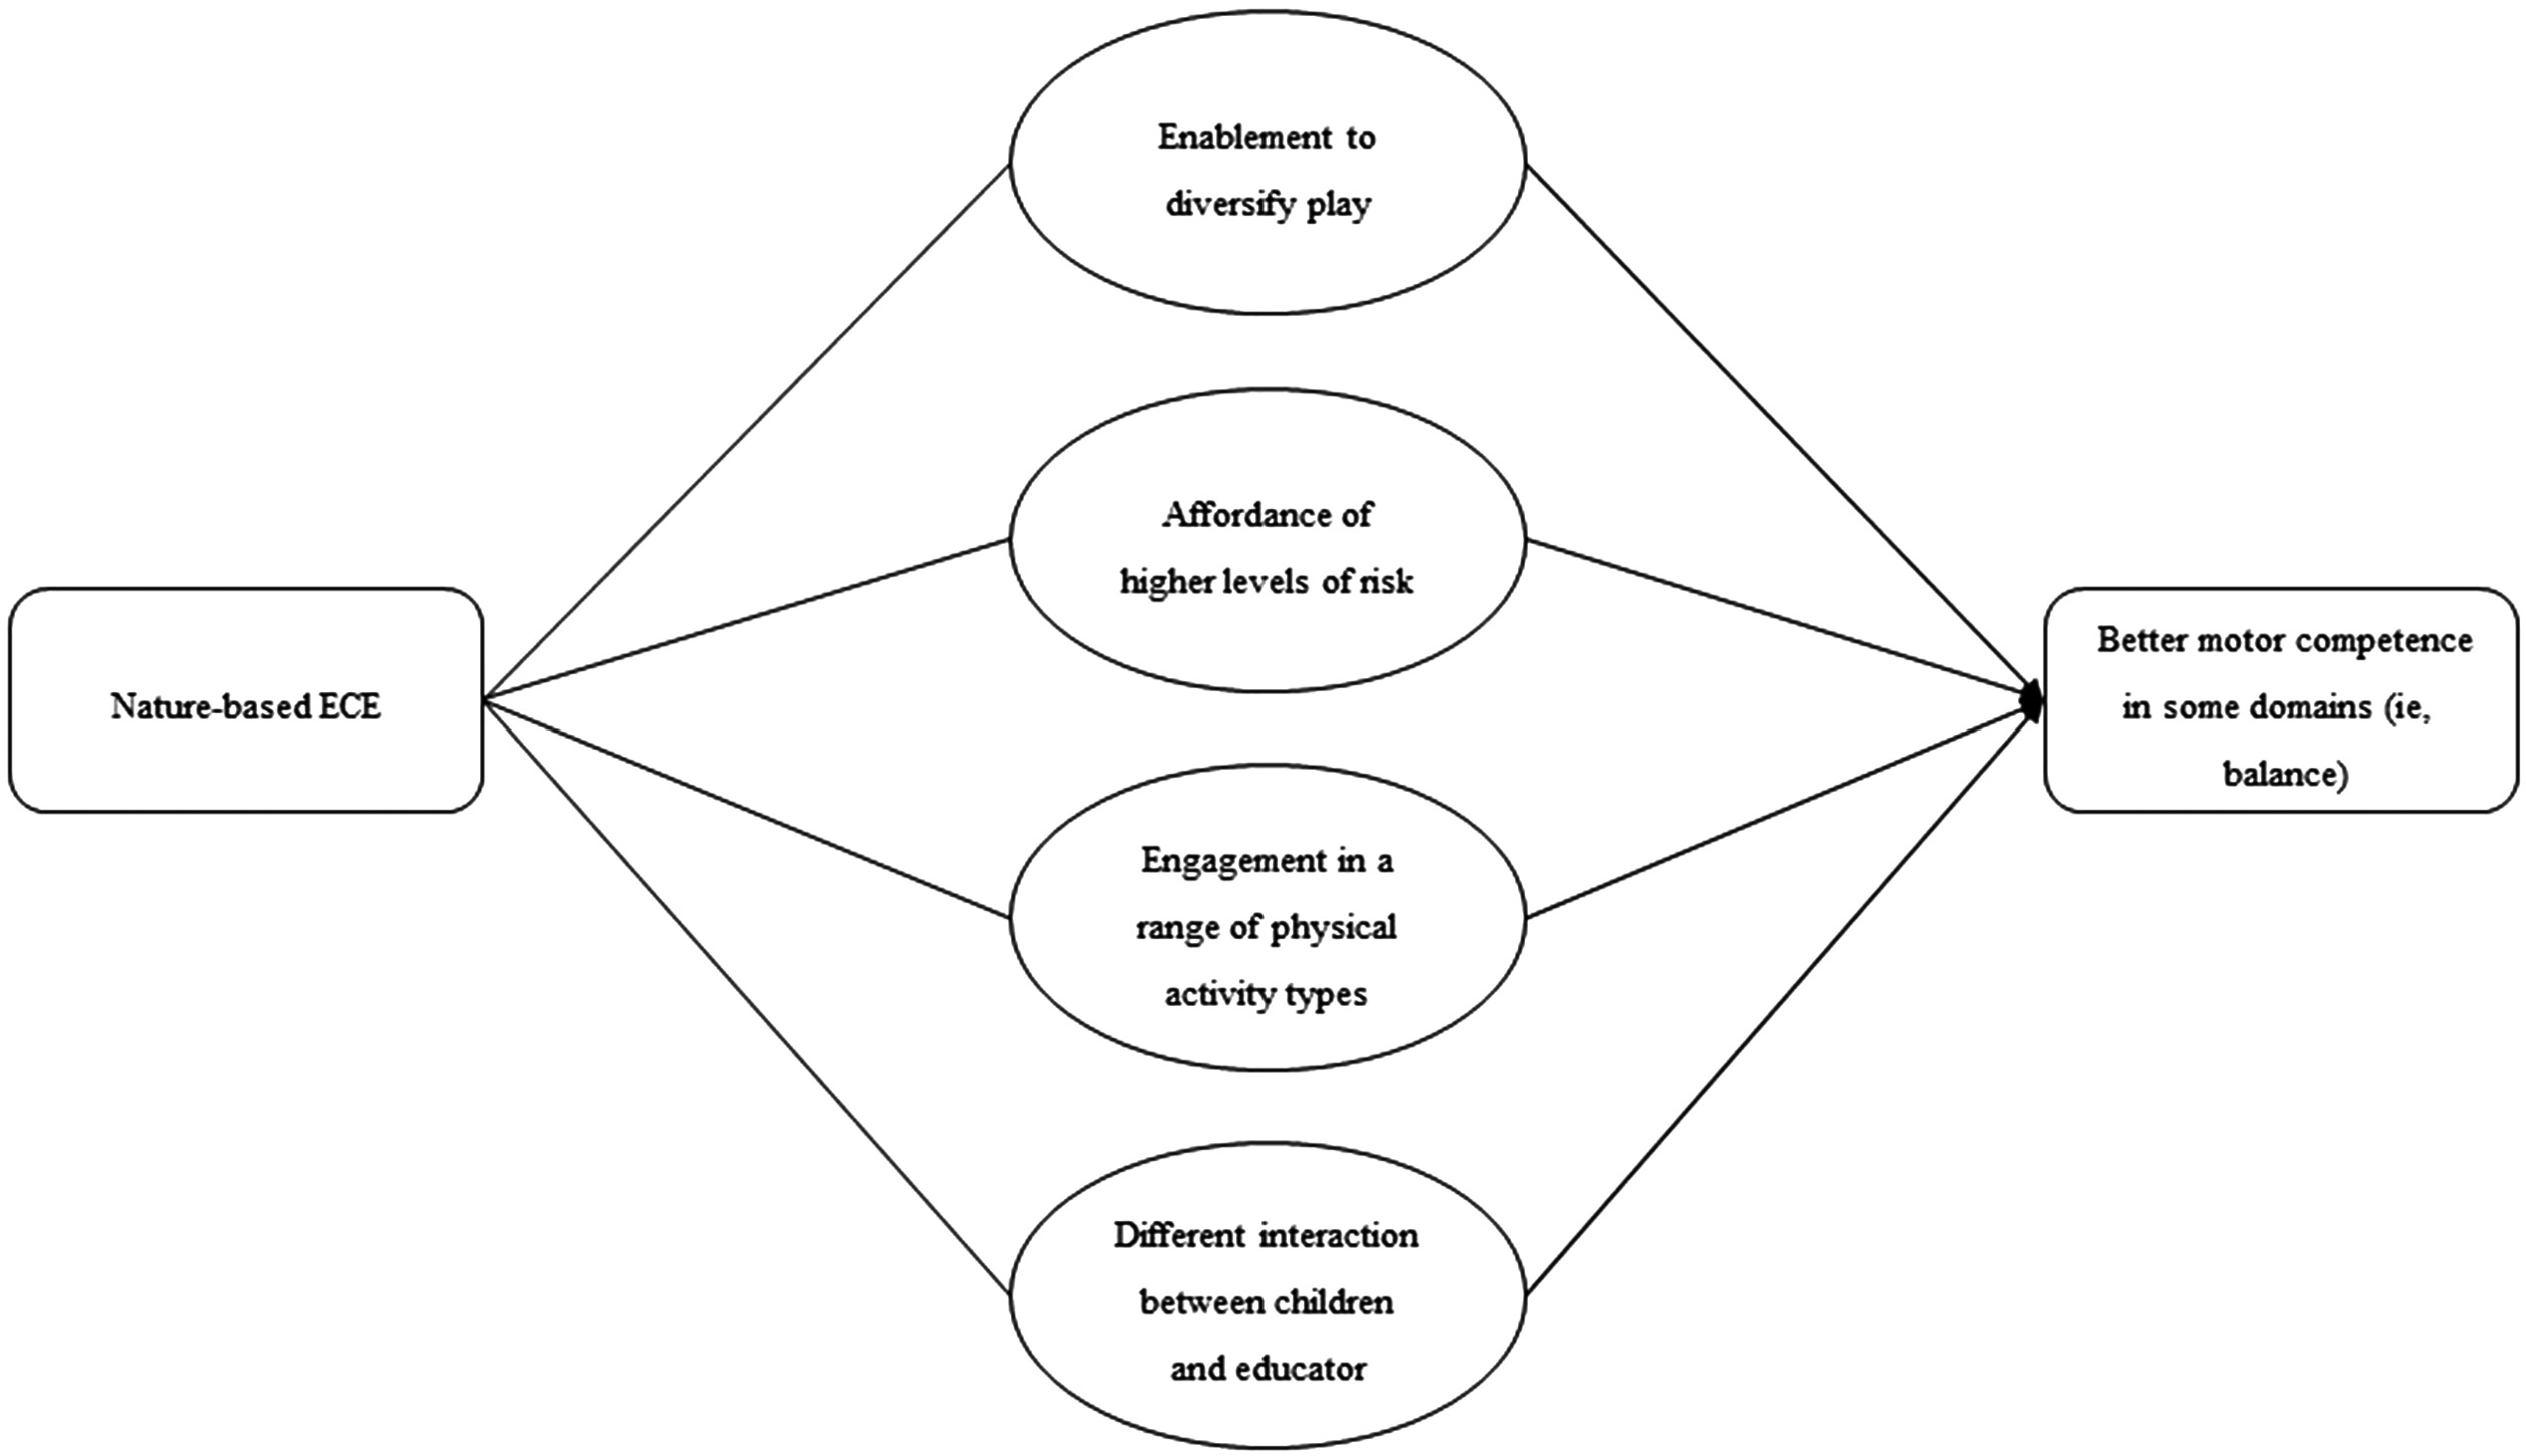 Enablement to
diversify play
Affordance of
higher levels of risk
Nature-based ECE
Better motor competence
in some domains (ie,
balance)
Engagement in a
range of physical
activity types
Different interaction
between children
and educator